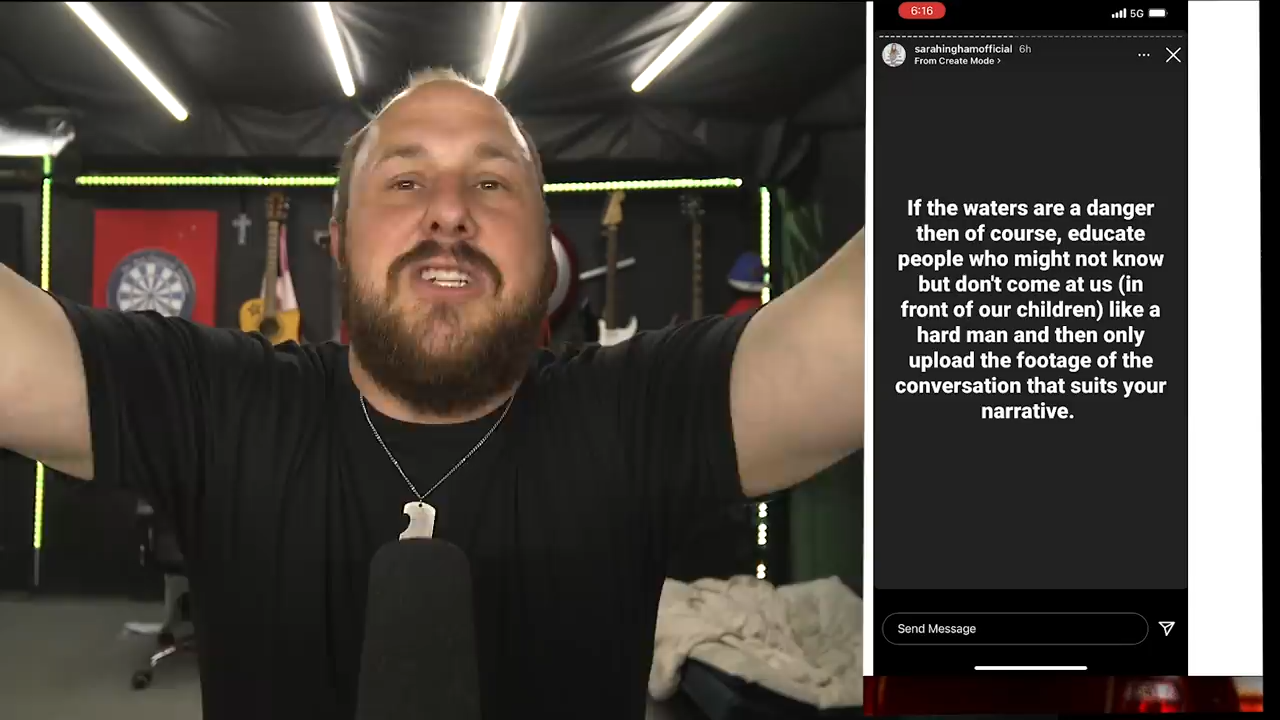 6:16
5G
sarahinghamofficial 6h
From Create Mode >
If the waters are a danger
then of course, educate
people who might not know
but don't come at us (in
front of our children) like a
hard man and then only
upload the footage of the
conversation that suits your
narrative.
Send Message